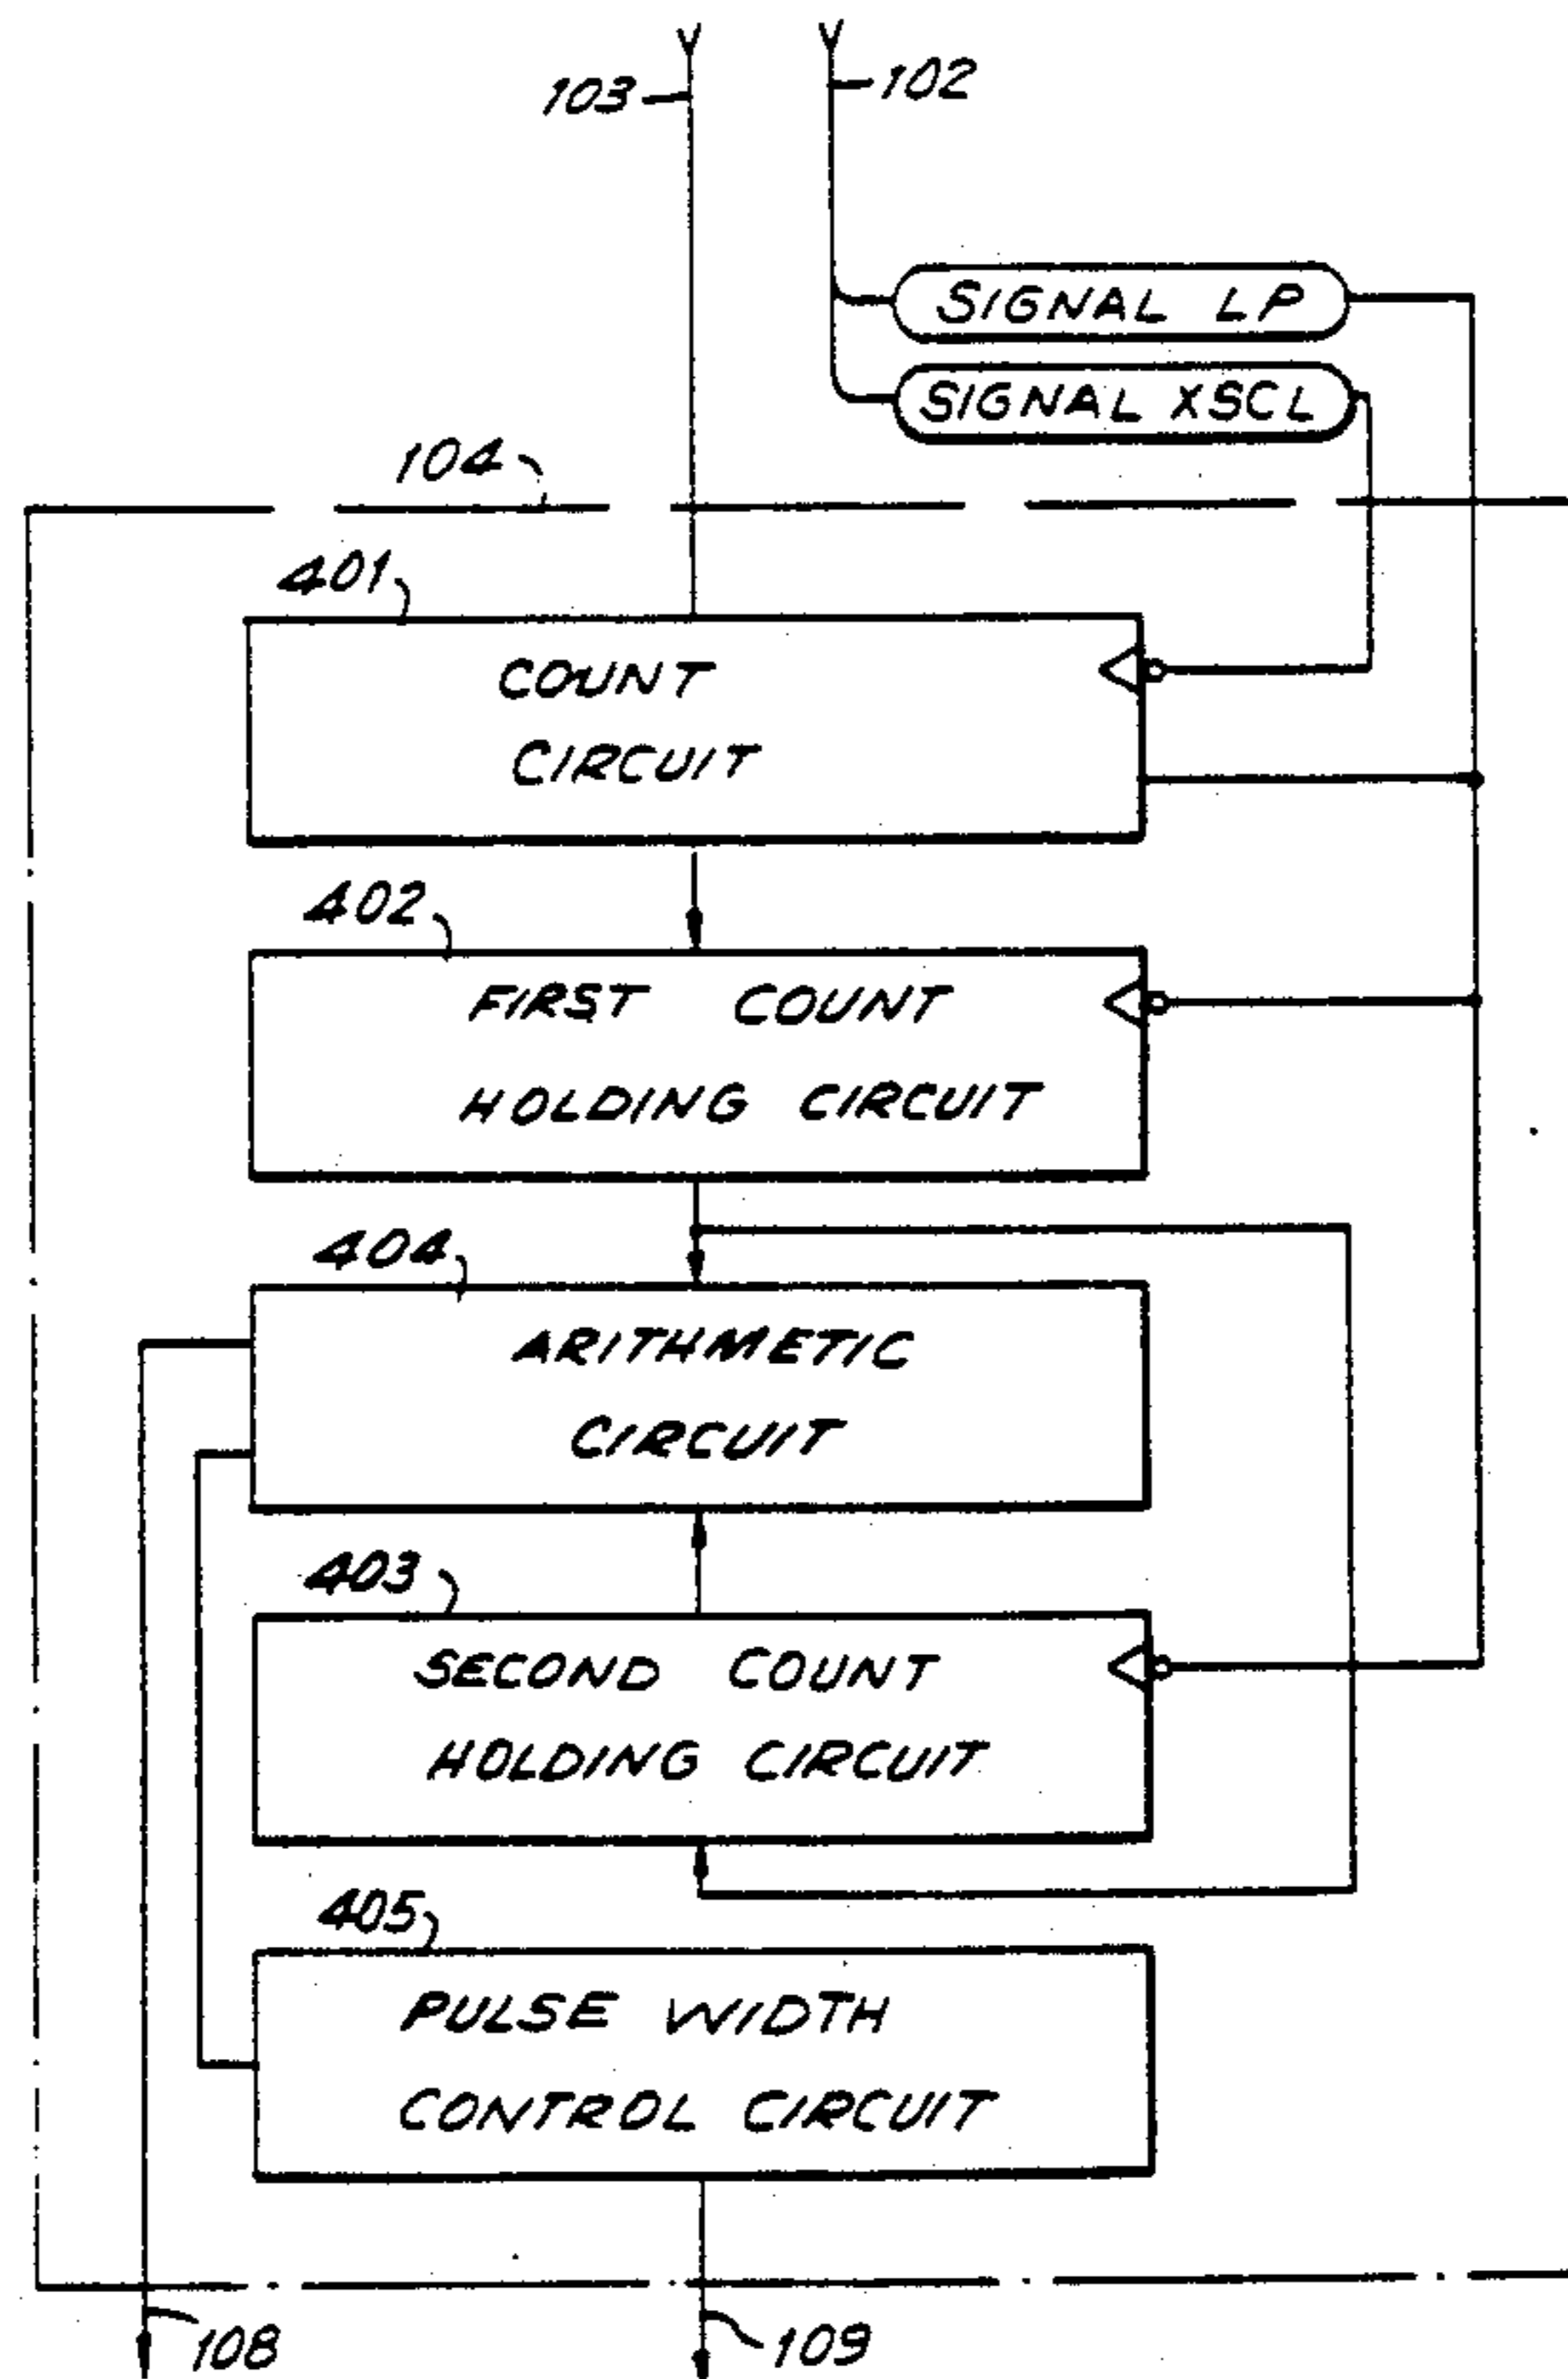 103
102
SIGNAL LP
SIGNAL XSCL
104
401
COUNT
CIRCUIT
402
FIRST COUNT
HOLDING CIRCUIT
404
ARITHMETIC
CIRCUIT
403
SECOND COUNT
HOLDING CIRCUIT
405
PULSE WIDTH
CONTROL CIRCUIT
108
109